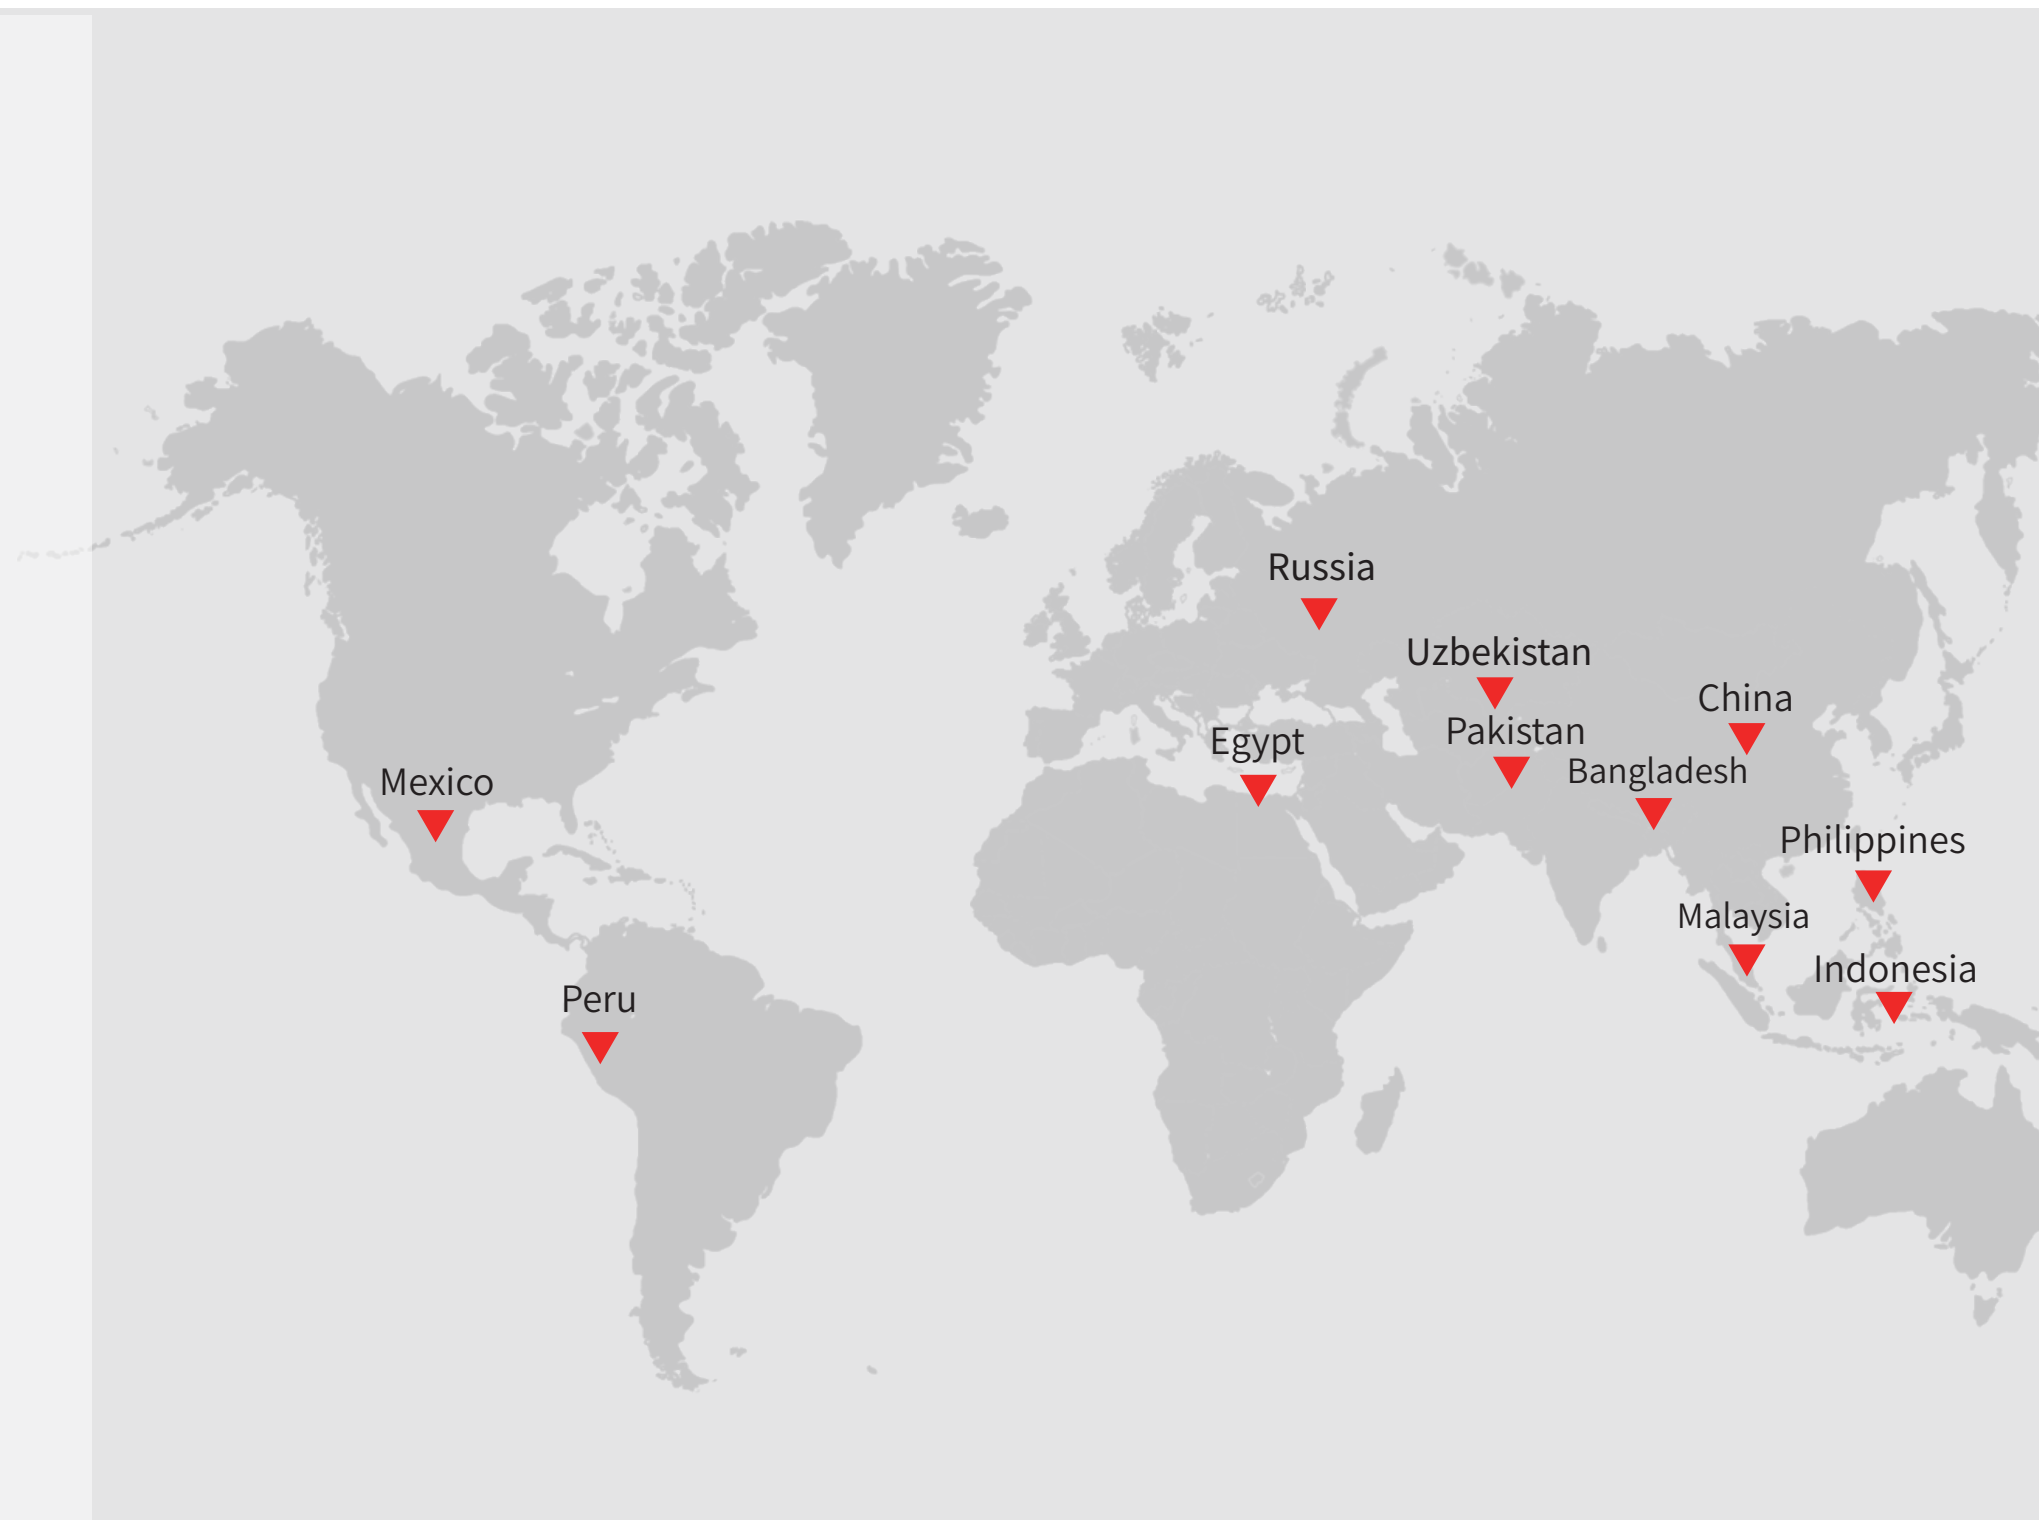 Russia
Uzbekistan
China
Pakistan
Egypt
Bangladesh
Mexico
Philippines
Malaysia
Indonesia
Peru